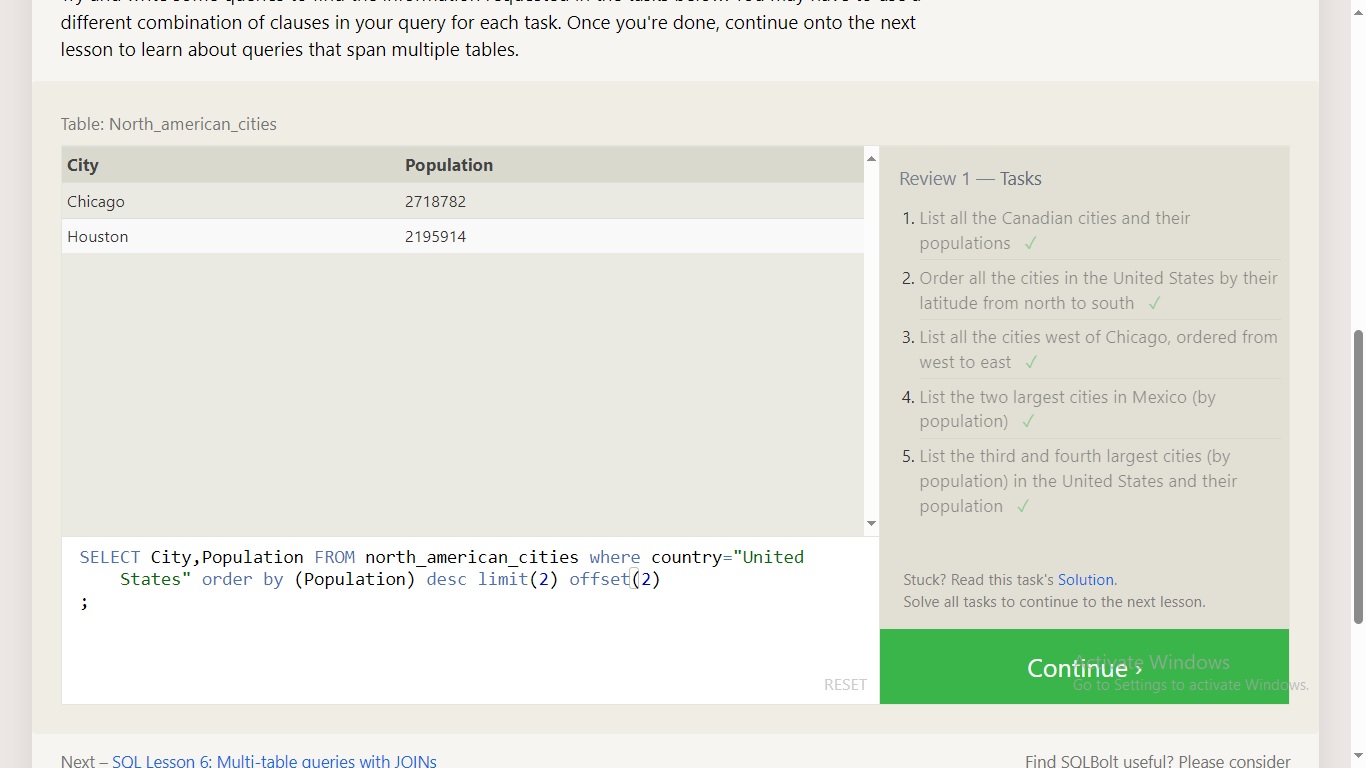 different combination of clauses in your query for each task. Once you're done, continue onto the next
lesson to learn about queries that span multiple tables.
Table: North_american_cities
City Population
Chicago 2718782
Houston 2195914
Review 1 — Tasks
1. List all the Canadian cities and their
populations ✓
2. Order all the cities in the United States by their
latitude from north to south ✓
3. List all the cities west of Chicago, ordered from
west to east ✓
4. List the two largest cities in Mexico (by
population) ✓
5. List the third and fourth largest cities (by
population) in the United States and their
population ✓
SELECT City,Population FROM north_american_cities where country="United
States" order by (Population) desc limit(2) offset(2)
;
RESET
Stuck? Read this task's Solution.
Solve all tasks to continue to the next lesson.
Continue ›
Activate Windows
Go to Settings to activate Windows.
Next – SQL Lesson 6: Multi-table queries with JOINs
Find SQLBolt useful? Please consider